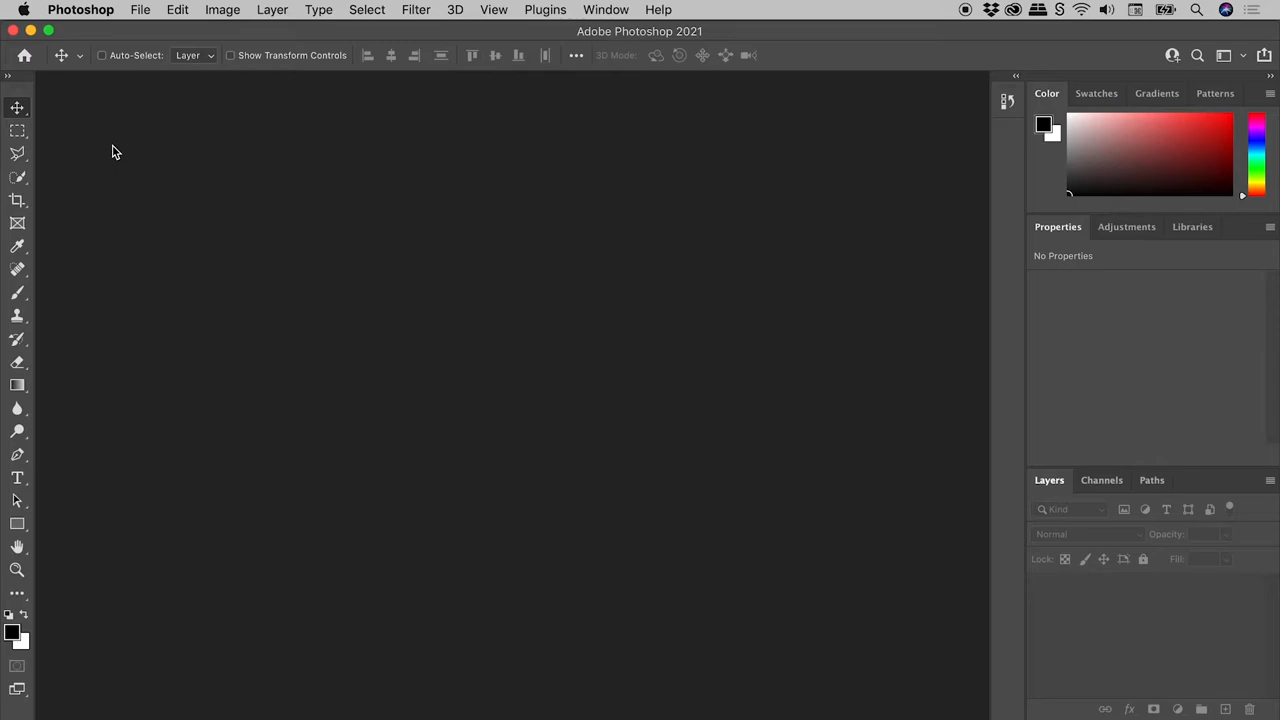 Photoshop File Edit Image Layer Type Select Filter 3D View Plugins Window Help
Adobe Photoshop 2021
Auto-Select: Layer Show Transform Controls 3D Mode:
Color Swatches Gradients Patterns
Properties Adjustments Libraries
No Properties
Layers Channels Paths
Kind
Normal Opacity:
Lock: Fill: